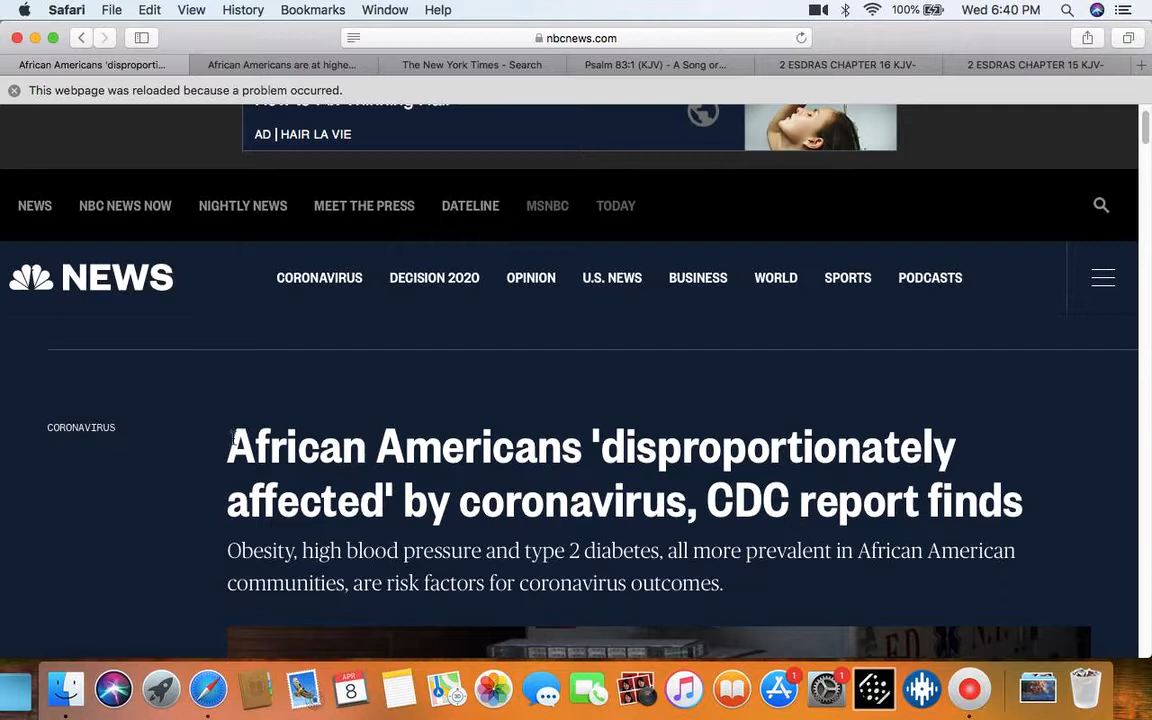 Safari File Edit View History Bookmarks Window Help 100% Wed 6:40 PM
nbcnews.com
African Americans 'disproporti... African Americans are at highe... The New York Times - Search Psalm 83:1 (KJV) - A Song or... 2 ESDRAS CHAPTER 16 KJV- 2 ESDRAS CHAPTER 15 KJV-
This webpage was reloaded because a problem occurred.
AD | HAIR LA VIE
NEWS NBC NEWS NOW NIGHTLY NEWS MEET THE PRESS DATELINE MSNBC TODAY
NEWS CORONAVIRUS DECISION 2020 OPINION U.S. NEWS BUSINESS WORLD SPORTS PODCASTS
CORONAVIRUS
African Americans 'disproportionately
affected' by coronavirus, CDC report finds
Obesity, high blood pressure and type 2 diabetes, all more prevalent in African American
communities, are risk factors for coronavirus outcomes.
APR
8
1
1